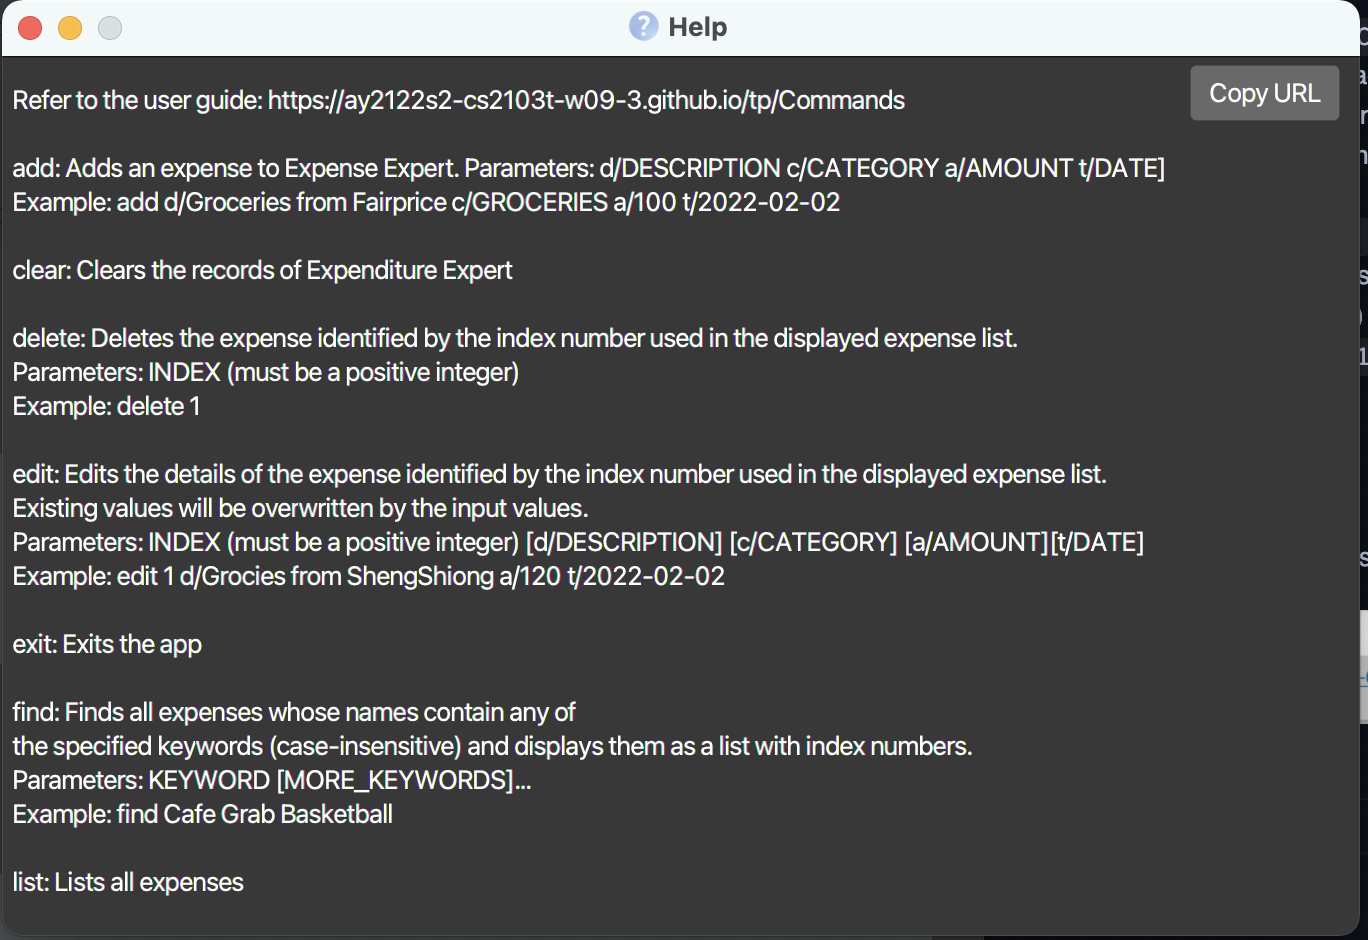 Help
Refer to the user guide: https://ay2122s2-cs2103t-w09-3.github.io/tp/Commands
Copy URL
add: Adds an expense to Expense Expert. Parameters: d/DESCRIPTION c/CATEGORY a/AMOUNT t/DATE]
Example: add d/Groceries from Fairprice c/GROCERIES a/100 t/2022-02-02
clear: Clears the records of Expenditure Expert
delete: Deletes the expense identified by the index number used in the displayed expense list.
Parameters: INDEX (must be a positive integer)
Example: delete 1
edit: Edits the details of the expense identified by the index number used in the displayed expense list.
Existing values will be overwritten by the input values.
Parameters: INDEX (must be a positive integer) [d/DESCRIPTION] [c/CATEGORY] [a/AMOUNT][t/DATE]
Example: edit 1 d/Grocies from ShengShiong a/120 t/2022-02-02
exit: Exits the app
find: Finds all expenses whose names contain any of
the specified keywords (case-insensitive) and displays them as a list with index numbers.
Parameters: KEYWORD [MORE_KEYWORDS]...
Example: find Cafe Grab Basketball
list: Lists all expenses